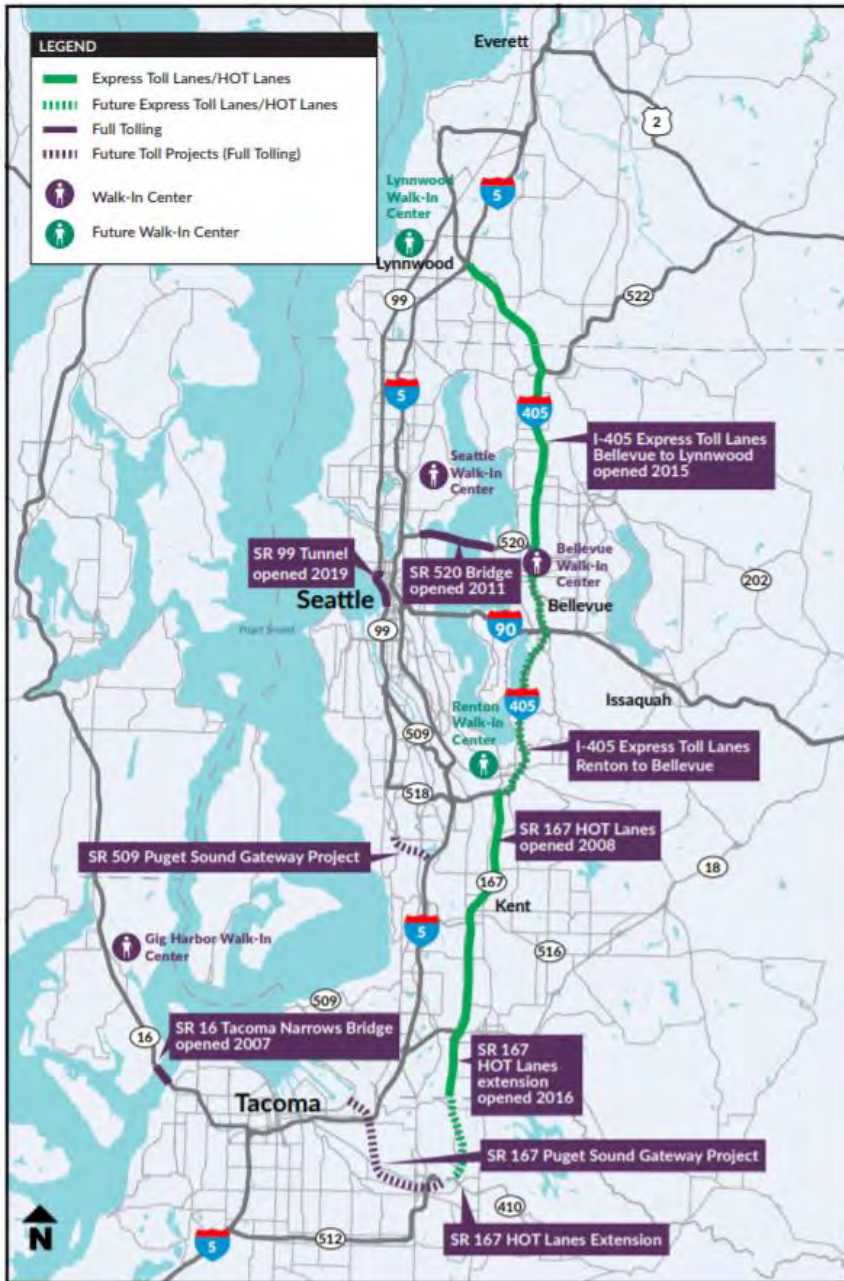 LEGEND
Express Toll Lanes/HOT Lanes
Future Express Toll Lanes/HOT Lanes
Full Tolling
Future Toll Projects (Full Tolling)
Walk-In Center
Future Walk-In Center
Everett
2
Lynnwood
Walk-In
Center
5
Lynnwood
99
522
5
405
I-405 Express Toll Lanes
Bellevue to Lynnwood
opened 2015
Seattle
Walk-In
Center
SR 99 Tunnel
opened 2019
520
SR 520 Bridge
opened 2011
Bellevue
Walk-In
Center
202
Seattle
Bellevue
Puget Sound
99
90
Issaquah
405
Renton
Walk-In
Center
509
I-405 Express Toll Lanes
Renton to Bellevue
518
SR 167 HOT Lanes
opened 2008
SR 509 Puget Sound Gateway Project
18
167
Kent
5
Gig Harbor Walk-In
Center
516
509
16
SR 16 Tacoma Narrows Bridge
opened 2007
SR 167
HOT Lanes
extension
opened 2016
Tacoma
SR 167 Puget Sound Gateway Project
410
N
5
512
SR 167 HOT Lanes Extension